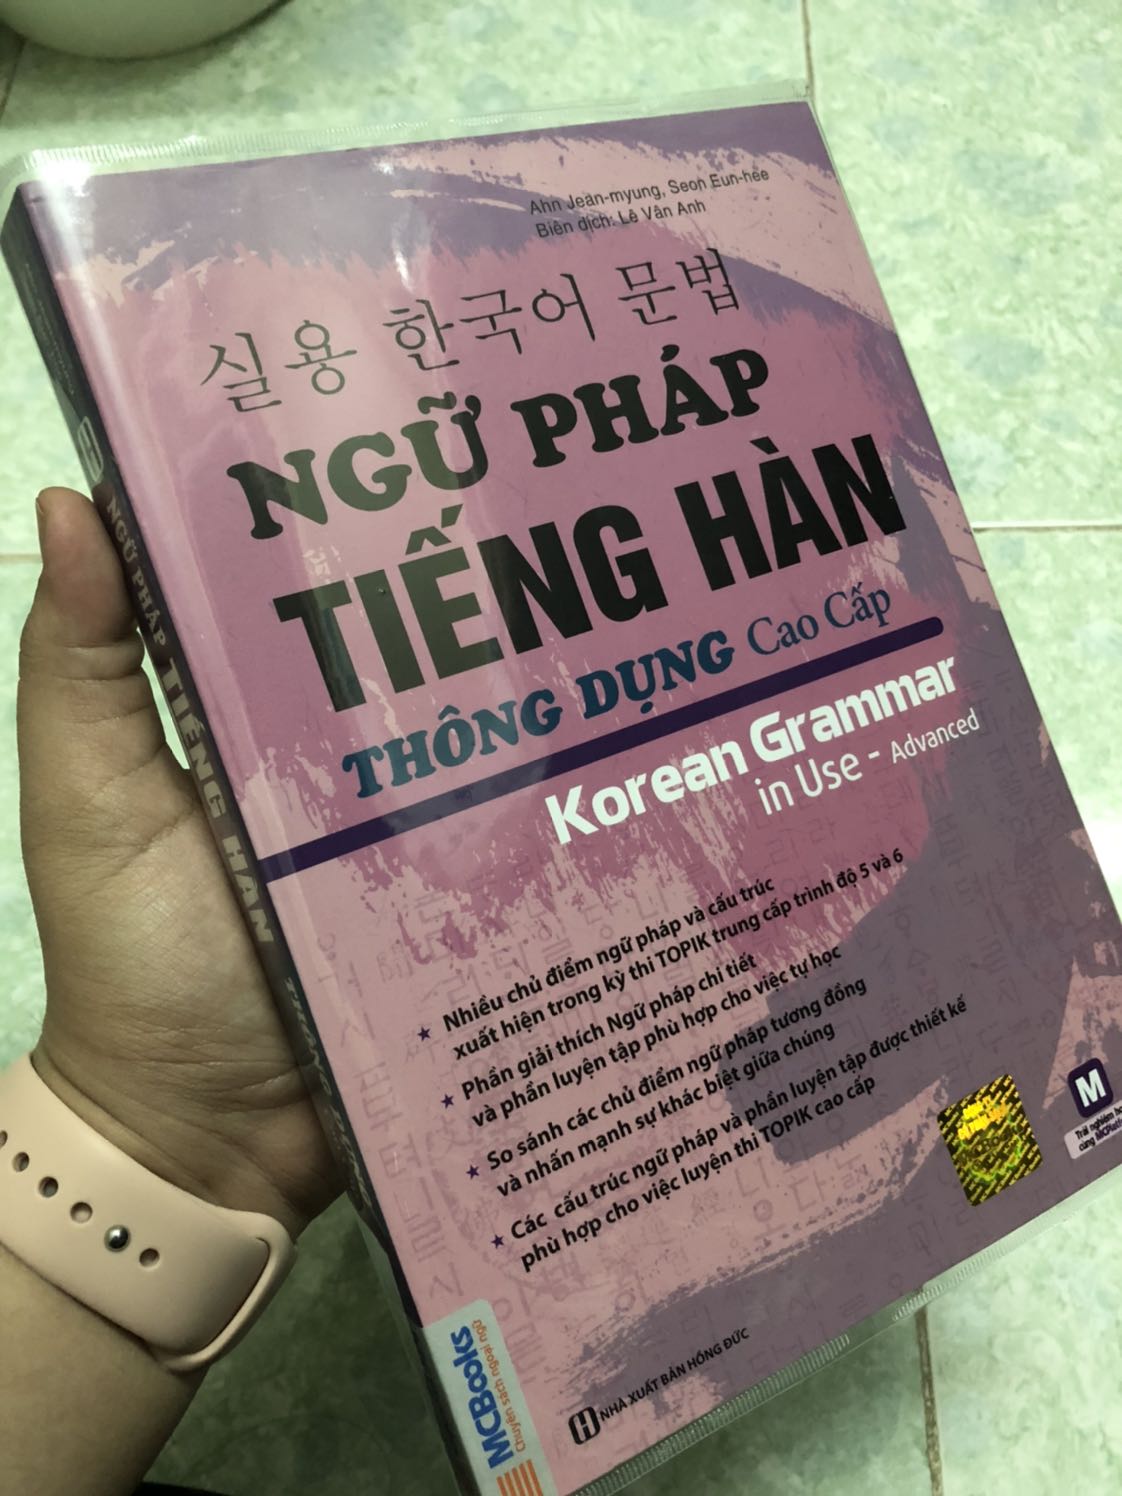 Ahn Jean-myung, Seon Eun-hee
Biên dịch: Lê Vân Anh
실용 한국어 문법
NGỮ PHÁP
TIẾNG HÀN
THÔNG DỤNG Cao Cấp
Korean Grammar
in Use - Advanced
★ Nhiều chủ điểm ngữ pháp và cấu trúc
xuất hiện trong kỳ thi TOPIK trung cấp trình độ 5 và 6
★ Phần giải thích Ngữ pháp chi tiết
và phần luyện tập phù hợp cho việc tự học
★ So sánh các chủ điểm ngữ pháp tương đồng
và nhấn mạnh sự khác biệt giữa chúng
★ Các cấu trúc ngữ pháp và phần luyện tập được thiết kế
phù hợp cho việc luyện thi TOPIK cao cấp
M
Trải nghiệm
cùng
MCBooks
Chuyên sách ngoại ngữ
H NHÀ XUẤT BẢN HỒNG ĐỨC
NGỮ PHÁP TIẾNG HÀN THÔNG DỤNG